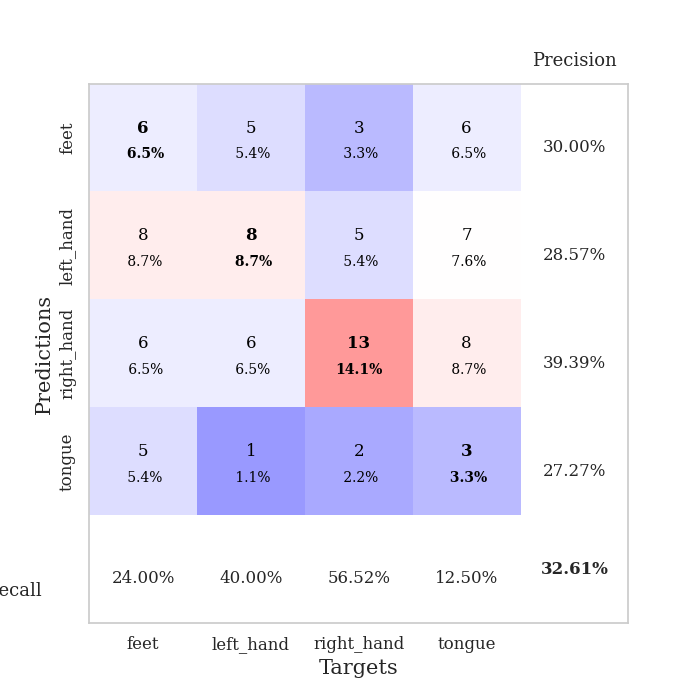 Precision
feet
6 5 3 6
6.5% 5.4% 3.3% 6.5%
30.00%
left_hand
8 8 5 7
8.7% 8.7% 5.4% 7.6%
28.57%
right_hand
6 6 13 8
6.5% 6.5% 14.1% 8.7%
39.39%
tongue
5 1 2 3
5.4% 1.1% 2.2% 3.3%
27.27%
Predictions
ecall
24.00% 40.00% 56.52% 12.50% 32.61%
feet left_hand right_hand tongue
Targets